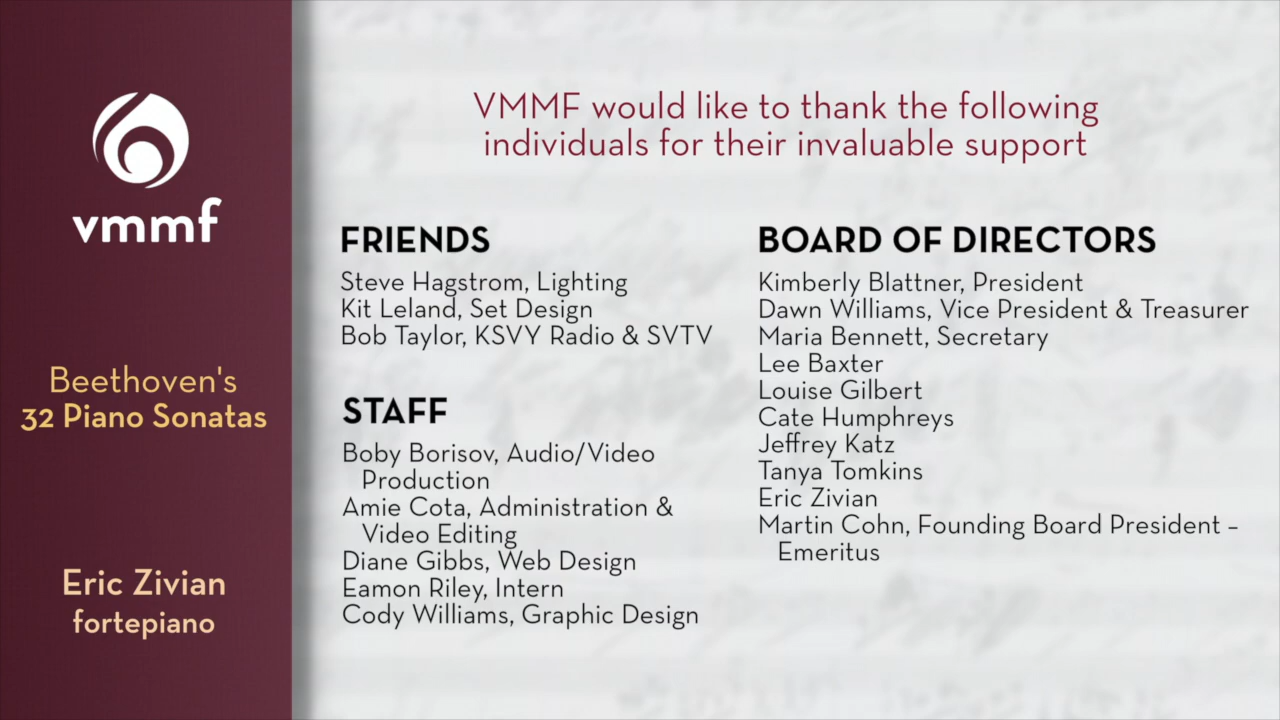 vmmf
Beethoven's
32 Piano Sonatas
Eric Zivian
fortepiano
VMMF would like to thank the following
individuals for their invaluable support
FRIENDS
Steve Hagstrom, Lighting
Kit Leland, Set Design
Bob Taylor, KSVY Radio & SVTV
STAFF
Boby Borisov, Audio/Video
Production
Amie Cota, Administration &
Video Editing
Diane Gibbs, Web Design
Eamon Riley, Intern
Cody Williams, Graphic Design
BOARD OF DIRECTORS
Kimberly Blattner, President
Dawn Williams, Vice President & Treasurer
Maria Bennett, Secretary
Lee Baxter
Louise Gilbert
Cate Humphreys
Jeffrey Katz
Tanya Tomkins
Eric Zivian
Martin Cohn, Founding Board President –
Emeritus